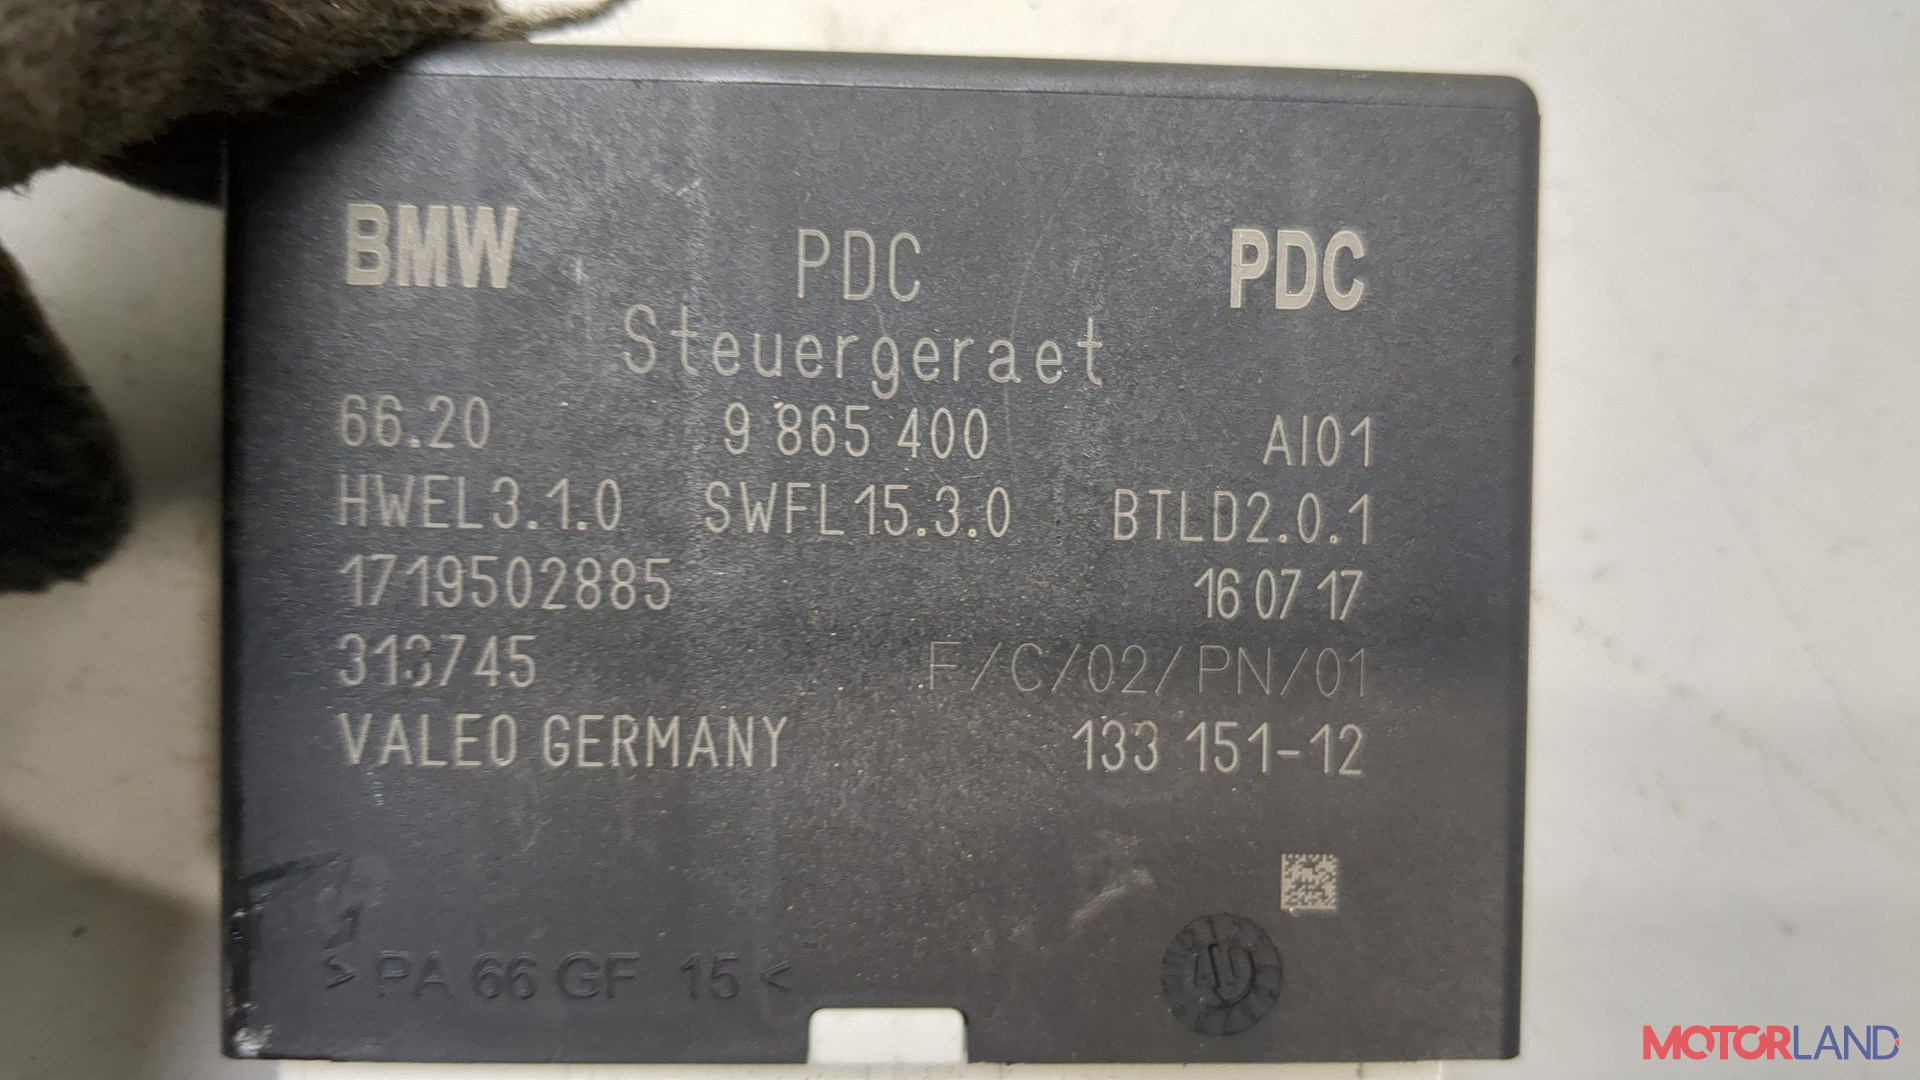 BMW PDC PDC
Steuergeraet
66.20 9 865 400 AI01
HWEL3.1.0 SWFL15.3.0 BTLD2.0.1
1719502885 16 07 17
313745 F/C/02/PN/01
VALEO GERMANY 133 151-12
>PA 66 GF 15<
MOTORLAND